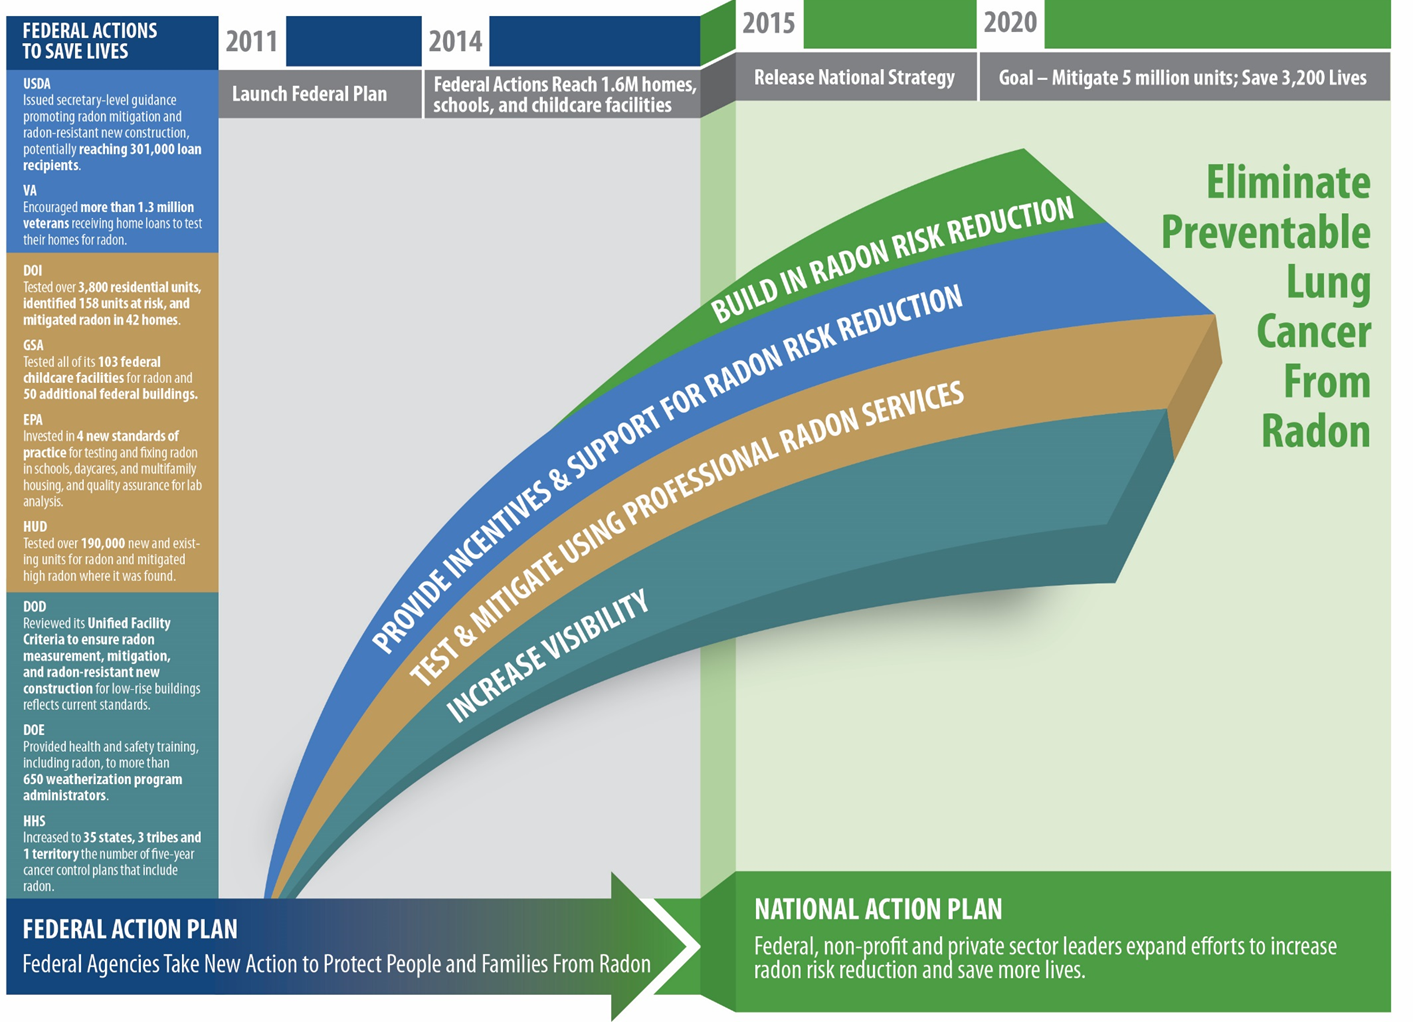 FEDERAL ACTIONS
TO SAVE LIVES
USDA
Issued secretary-level guidance
promoting radon mitigation and
radon-resistant new construction,
potentially reaching 301,000 loan
recipients.
VA
Encouraged more than 1.3 million
veterans receiving home loans to test
their homes for radon.
DOI
Tested over 3,800 residential units,
identified 158 units at risk, and
mitigated radon in 42 homes.
GSA
Tested all of its 103 federal
childcare facilities for radon and
50 additional federal buildings.
EPA
Invested in 4 new standards of
practice for testing and fixing radon
in schools, daycares, and multifamily
housing, and quality assurance for lab
analysis.
HUD
Tested over 190,000 new and exist-
ing units for radon and mitigated
high radon where it was found.
DOD
Reviewed its Unified Facility
Criteria to ensure radon
measurement, mitigation,
and radon-resistant new
construction for low-rise buildings
reflects current standards.
DOE
Provided health and safety training,
including radon, to more than
650 weatherization program
administrators.
HHS
Increased to 35 states, 3 tribes and
1 territory the number of five-year
cancer control plans that include
radon.
2011
Launch Federal Plan
2014
Federal Actions Reach 1.6M homes,
schools, and childcare facilities
2015
Release National Strategy
2020
Goal – Mitigate 5 million units; Save 3,200 Lives
BUILD IN RADON RISK REDUCTION
PROVIDE INCENTIVES & SUPPORT FOR RADON RISK REDUCTION
TEST & MITIGATE USING PROFESSIONAL RADON SERVICES
INCREASE VISIBILITY
Eliminate
Preventable
Lung
Cancer
From
Radon
FEDERAL ACTION PLAN
Federal Agencies Take New Action to Protect People and Families From Radon
NATIONAL ACTION PLAN
Federal, non-profit and private sector leaders expand efforts to increase
radon risk reduction and save more lives.